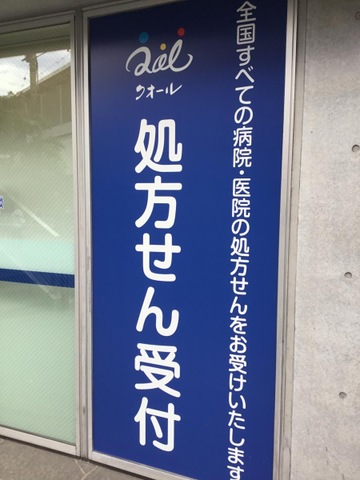 全国すべての病院・医院の処方せんをお受けいたします
Qol
クオール
処方せん受付